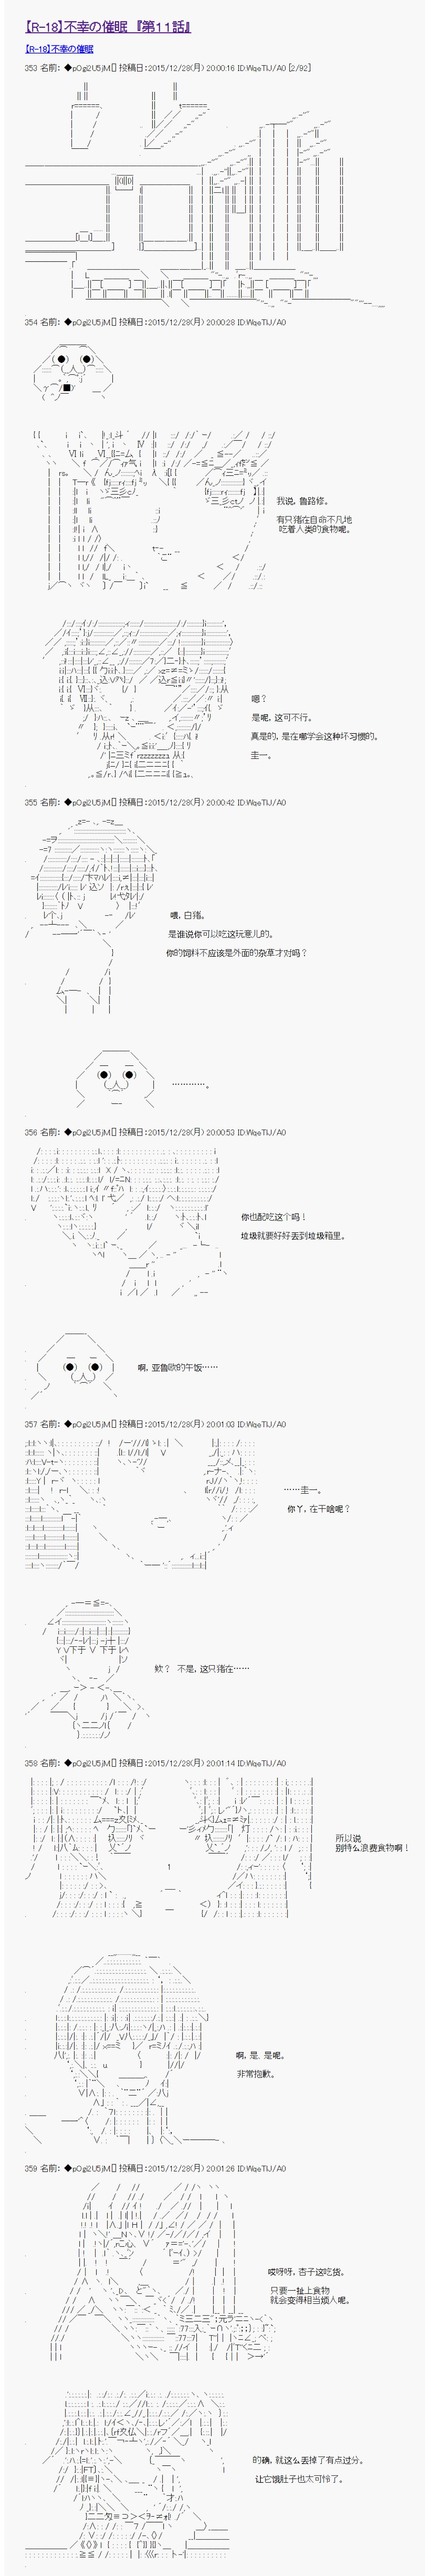 【R-18】不幸の催眠 『第１１話』
【R-18】不幸の催眠
353 名前：◆pOgi2U5jM[] 投稿日：2015/12/28(月) 20:00:16 ID:WqeTIJ/A0 [2/92]
354 名前：◆pOgi2U5jM[] 投稿日：2015/12/28(月) 20:00:28 ID:WqeTIJ/A0
我说，鲁路修。
有只猪在自命不凡地
吃着人类的食物呢。
嗯？
是呢，这可不行。
真是的，是在哪学会这种坏习惯的。
圭一。
355 名前：◆pOgi2U5jM[] 投稿日：2015/12/28(月) 20:00:42 ID:WqeTIJ/A0
喂，白猪。
是谁说你可以吃这玩意儿的。
你的饲料不应该是外面的杂草才对吗？
…………。
356 名前：◆pOgi2U5jM[] 投稿日：2015/12/28(月) 20:00:53 ID:WqeTIJ/A0
你也配吃这个吗！
垃圾就要好好丢到垃圾箱里。
啊，亚鲁欧的午饭……
357 名前：◆pOgi2U5jM[] 投稿日：2015/12/28(月) 20:01:03 ID:WqeTIJ/A0
……圭一。
你丫，在干啥呢？
欸？ 不是，这只猪在……
358 名前：◆pOgi2U5jM[] 投稿日：2015/12/28(月) 20:01:14 ID:WqeTIJ/A0
所以说
别特么浪费食物啊！
啊，是，是呢。
非常抱歉。
359 名前：◆pOgi2U5jM[] 投稿日：2015/12/28(月) 20:01:26 ID:WqeTIJ/A0
哎呀呀，杏子这吃货。
只要一扯上食物
就会变得相当烦人呢。
的确，就这么丢掉了有点过分。
让它饿肚子也太可怜了。